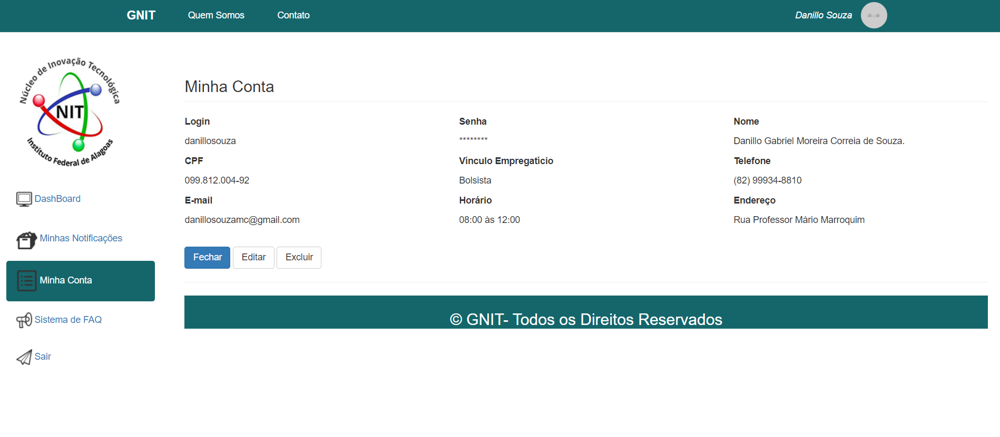 GNIT Quem Somos Contato Danillo Souza
Núcleo de Inovação Tecnológica
NIT
Instituto Federal de Alagoas
DashBoard
Minhas Notificações
Minha Conta
Sistema de FAQ
Sair
Minha Conta
Login Senha Nome
danillosouza ******** Danillo Gabriel Moreira Correia de Souza.
CPF Vínculo Empregatício Telefone
099.812.004-92 Bolsista (82) 99934-8810
E-mail Horário Endereço
danillosouzamc@gmail.com 08:00 às 12:00 Rua Professor Mário Marroquim
Fechar Editar Excluir
© GNIT- Todos os Direitos Reservados